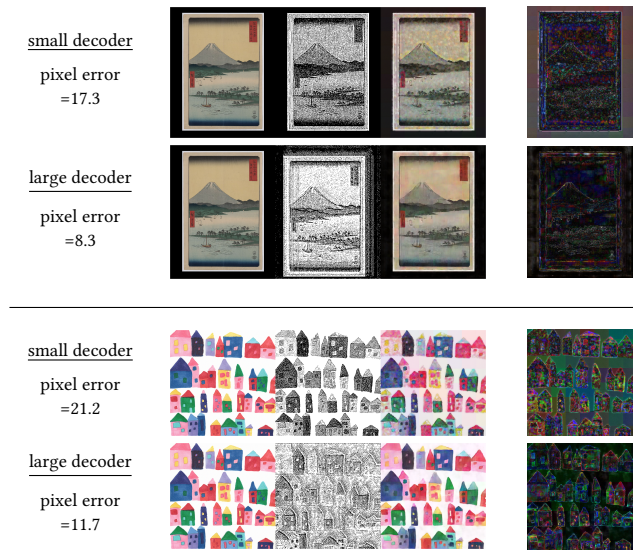 small decoder
pixel error
=17.3
large decoder
pixel error
=8.3
small decoder
pixel error
=21.2
large decoder
pixel error
=11.7